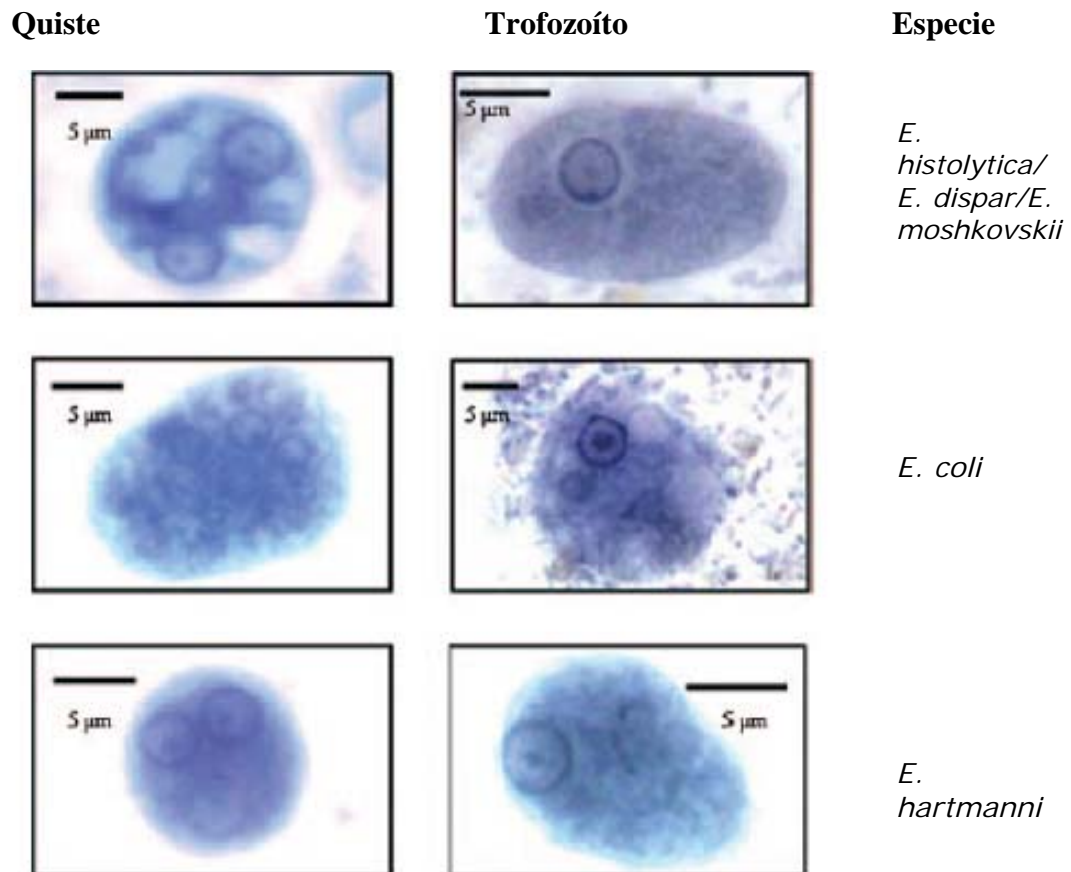 Quiste Trofozoíto Especie
5 µm
5 µm
E.
histolytica/
E. dispar/E.
moshkovskii
5 µm
5 µm
E. coli
5 µm
5 µm
E.
hartmanni